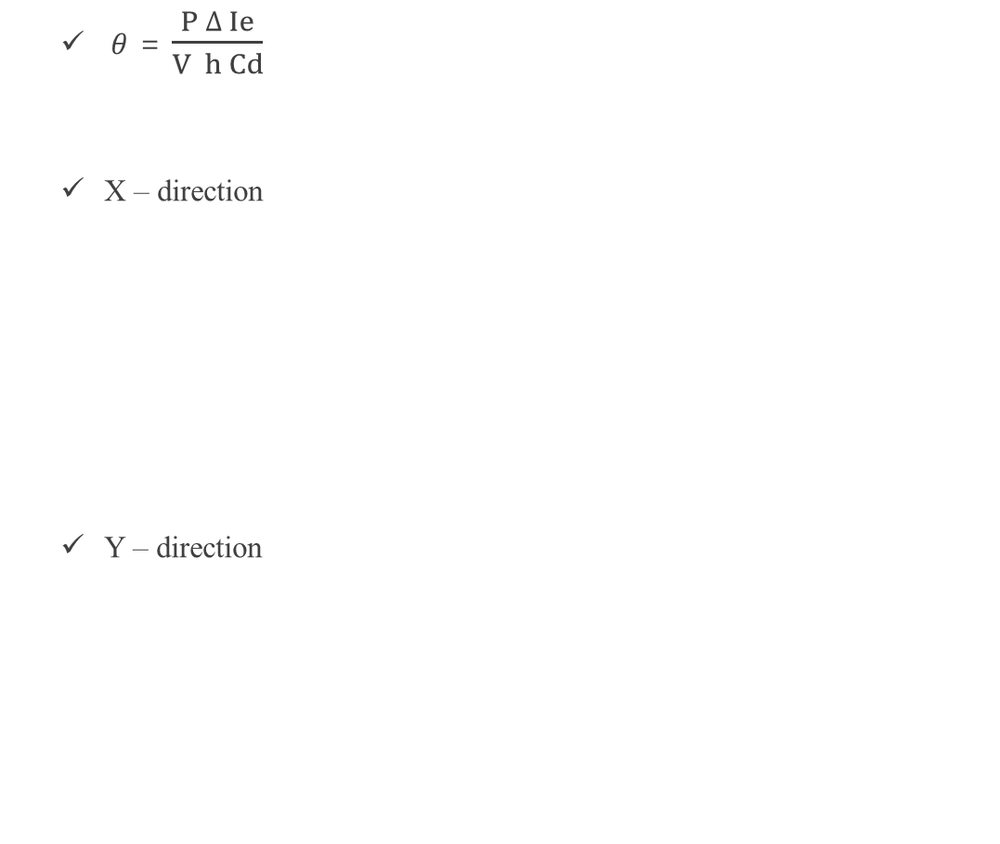 ✓ θ = P Δ Ie / V h Cd
✓ X – direction
✓ Y – direction